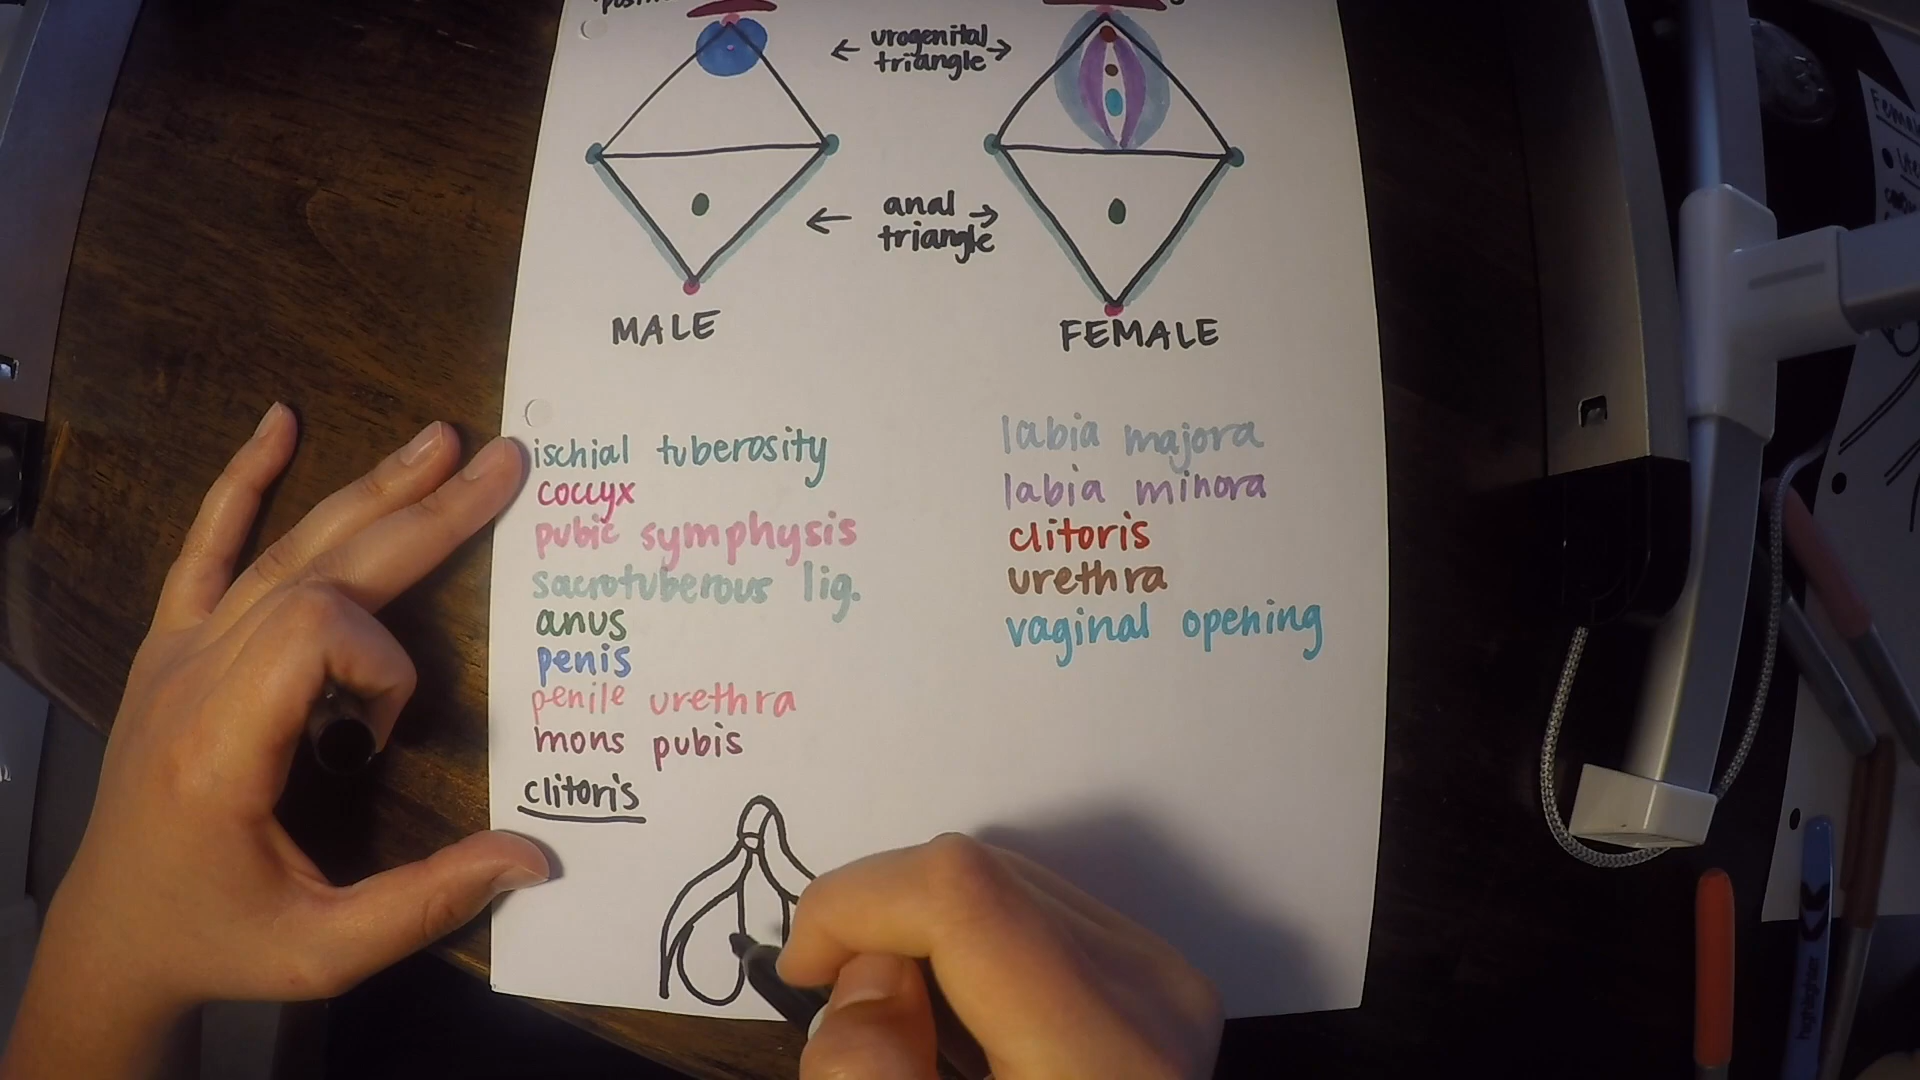 urogenital
triangle
anal
triangle
MALE
FEMALE
ischial tuberosity
coccyx
pubic symphysis
sacrotuberous lig.
anus
penis
penile urethra
mons pubis
clitoris
labia majora
labia minora
clitoris
urethra
vaginal opening
highlighter